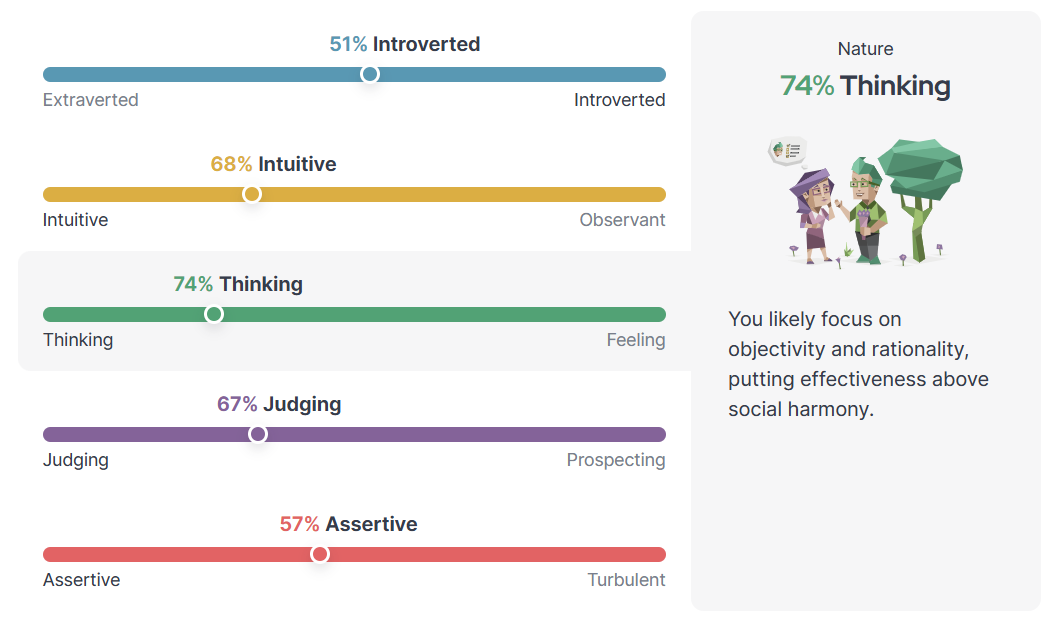 51% Introverted
Extraverted
Introverted
68% Intuitive
Intuitive
Observant
74% Thinking
Thinking
Feeling
67% Judging
Judging
Prospecting
57% Assertive
Assertive
Turbulent
Nature
74% Thinking
You likely focus on
objectivity and rationality,
putting effectiveness above
social harmony.